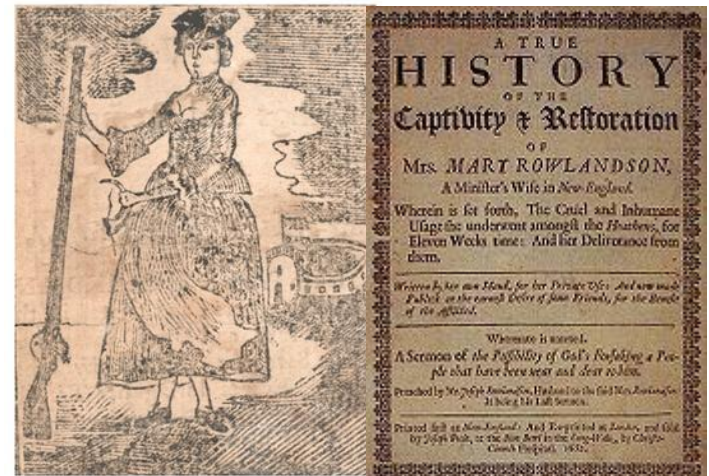 A TRUE
HISTORY
OF THE
Captivity & Restoration
OF
MRS. MARY ROWLANDSON,
A Minister's Wife in New-England.
Wherein is set forth, The Cruel and Inhumane
Usage she underwent amongst the Heathens, for
Eleven Weeks time: And her Deliverance from
them.
Written by her own Hand, for her Private Use: And now made
Publick at the earnest Desire of some Friends, for the Benefit
of the Afflicted.
Whereunto is annexed,
A Sermon of the Possibility of God's Forsaking a Peo-
ple that have been near and dear to him.
Preached by Mr. Joseph Rowlandson, Husband to the said Mrs. Rowlandson:
It being his Last Sermon.
Printed first at New-England: And Re-printed at London, and sold
by Joseph Poole, at the Blue Bowl in the Long-Walk, by Christs-
Church Hospital. 1682.